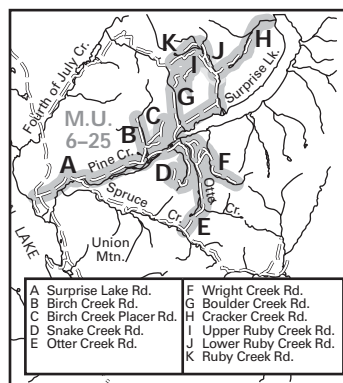 K
J
H
I
Fourth of July Cr.
G
Surprise Lk.
M.U.
6–25
C
B
Pine Cr.
A
D
F
Otto
Cr.
Spruce
Cr.
E
Union
Mtn.
LAKE
A Surprise Lake Rd.
B Birch Creek Rd.
C Birch Creek Placer Rd.
D Snake Creek Rd.
E Otter Creek Rd.
F Wright Creek Rd.
G Boulder Creek Rd.
H Cracker Creek Rd.
I Upper Ruby Creek Rd.
J Lower Ruby Creek Rd.
K Ruby Creek Rd.